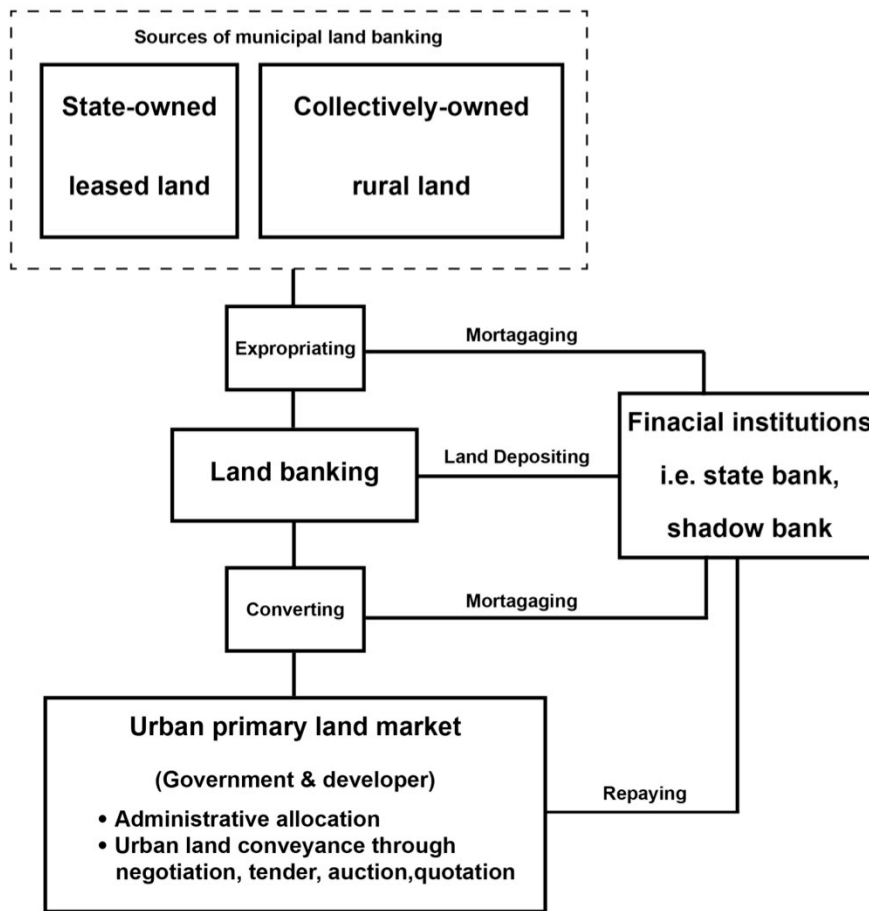 Sources of municipal land banking
State-owned
leased land
Collectively-owned
rural land
Expropriating
Mortagaging
Land banking
Land Depositing
Finacial institutions
i.e. state bank,
shadow bank
Converting
Mortagaging
Urban primary land market
(Government & developer)
• Administrative allocation
• Urban land conveyance through
negotiation, tender, auction,quotation
Repaying